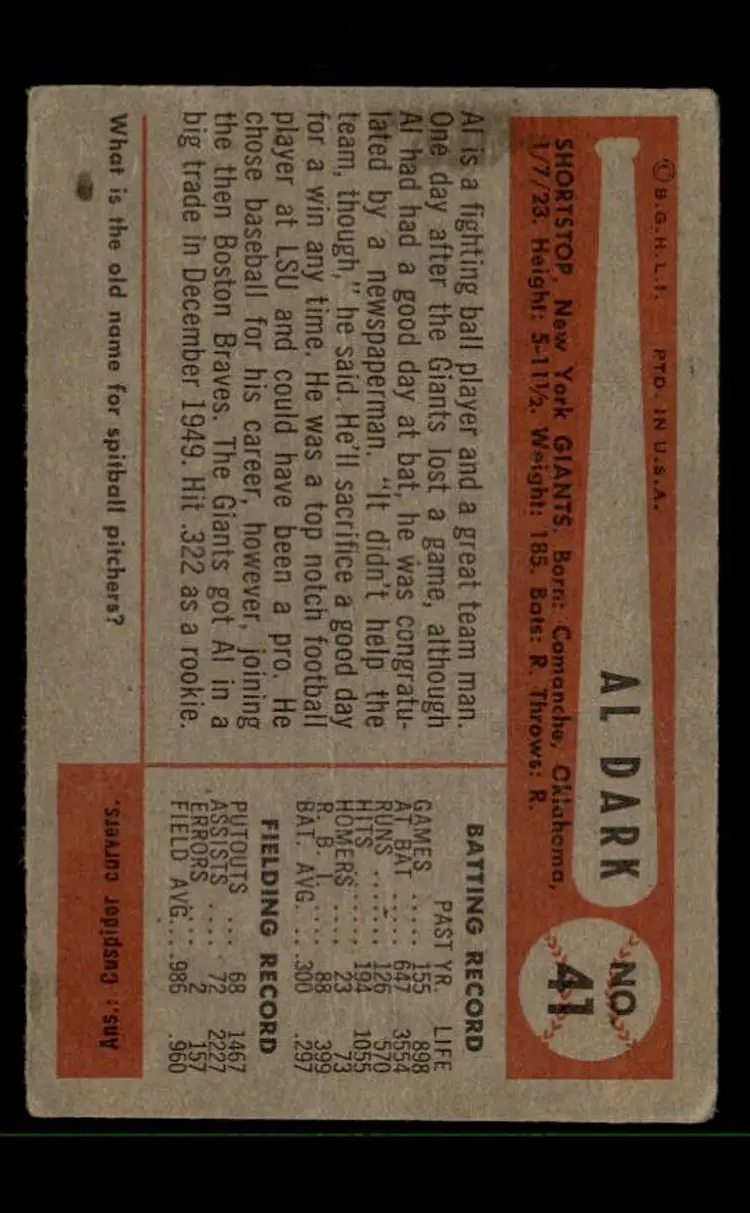 ©B.G.H.L.I. PTD. IN U.S.A.
AL DARK
NO.
41
SHORTSTOP, New York GIANTS. Born: Comanche, Oklahoma,
1/7/23. Height: 5-11½. Weight: 185. Bats: R. Throws: R.
Al is a fighting ball player and a great team man.
One day after the Giants lost a game, although
Al had had a good day at bat, he was congratu-
lated by a newspaperman. "It didn't help the
team, though," he said. He'll sacrifice a good day
for a win any time. He was a top notch football
player at LSU and could have been a pro. He
chose baseball for his career, however, joining
the then Boston Braves. The Giants got Al in a
big trade in December 1949. Hit .322 as a rookie.
BATTING RECORD
PAST YR. LIFE
GAMES ..... 155 898
AT BAT ..... 647 3554
RUNS ....... 126 570
HITS ....... 194 1055
HOMERS ..... 23 73
R. B. I. .... 88 399
BAT. AVG. .. .300 .297
FIELDING RECORD
PUTOUTS ... 68 1467
ASSISTS .... 72 2227
ERRORS ... 2 157
FIELD AVG. .. .986 .960
What is the old name for spitball pitchers?
Ans.: Cuspidor curvers.